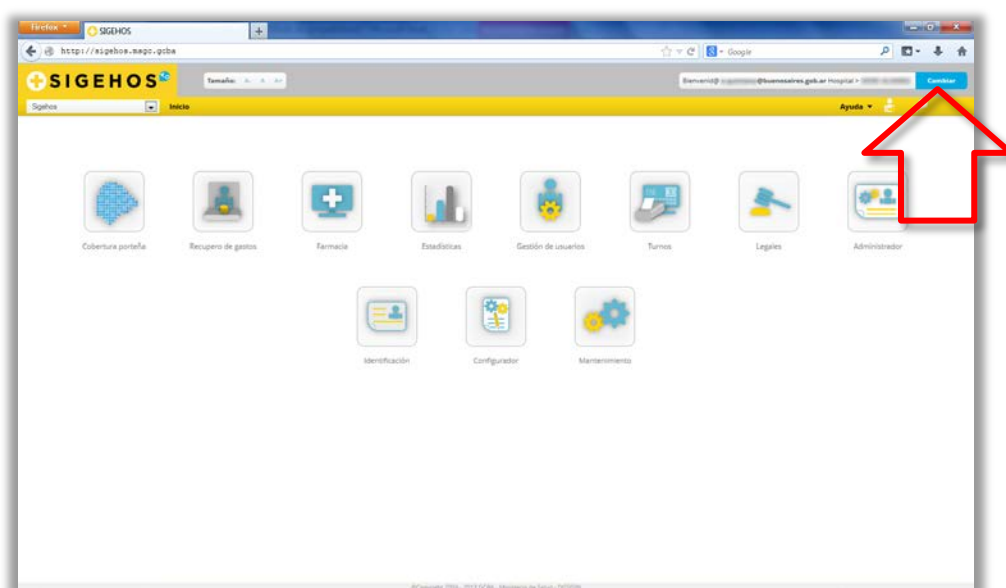 Firefox
SIGEHOS
http://sigehos.msgc.gcba
Google
SIGEHOS
Tamaño:
Bienvenid@ @buenosaires.gob.ar Hospital >
Cambiar
Sigehos
Inicio
Ayuda
Cobertura porteña
Recupero de gastos
Farmacia
Estadísticas
Gestión de usuarios
Turnos
Legales
Administrador
Identificación
Configurador
Mantenimiento